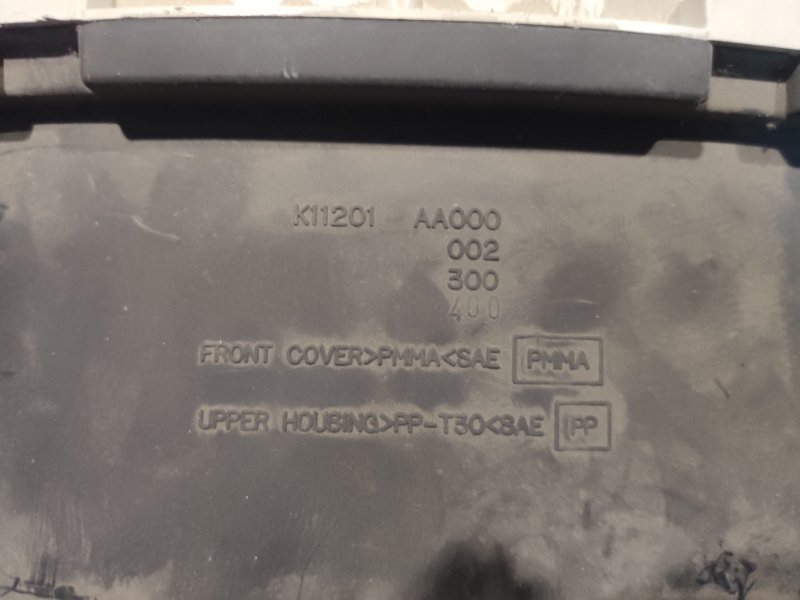 K11201 AA000
002
300
400
FRONT COVER>PMMA<SAE PMMA
UPPER HOUSING>PP-T30<SAE PP